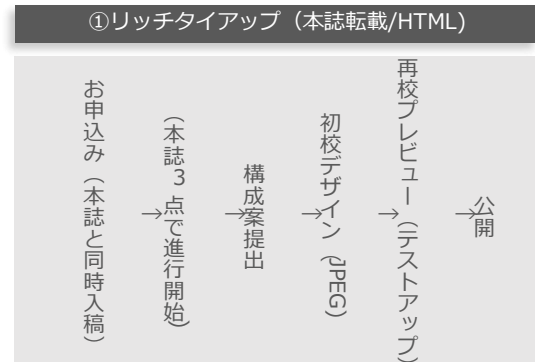 ①リッチタイアップ（本誌転載/HTML)
お申込み（本誌と同時入稿）
→
（本誌3点で進行開始）
→
構成案提出
→
初校デザイン（JPEG）
→
再校プレビュー（テストアップ）
→
公開